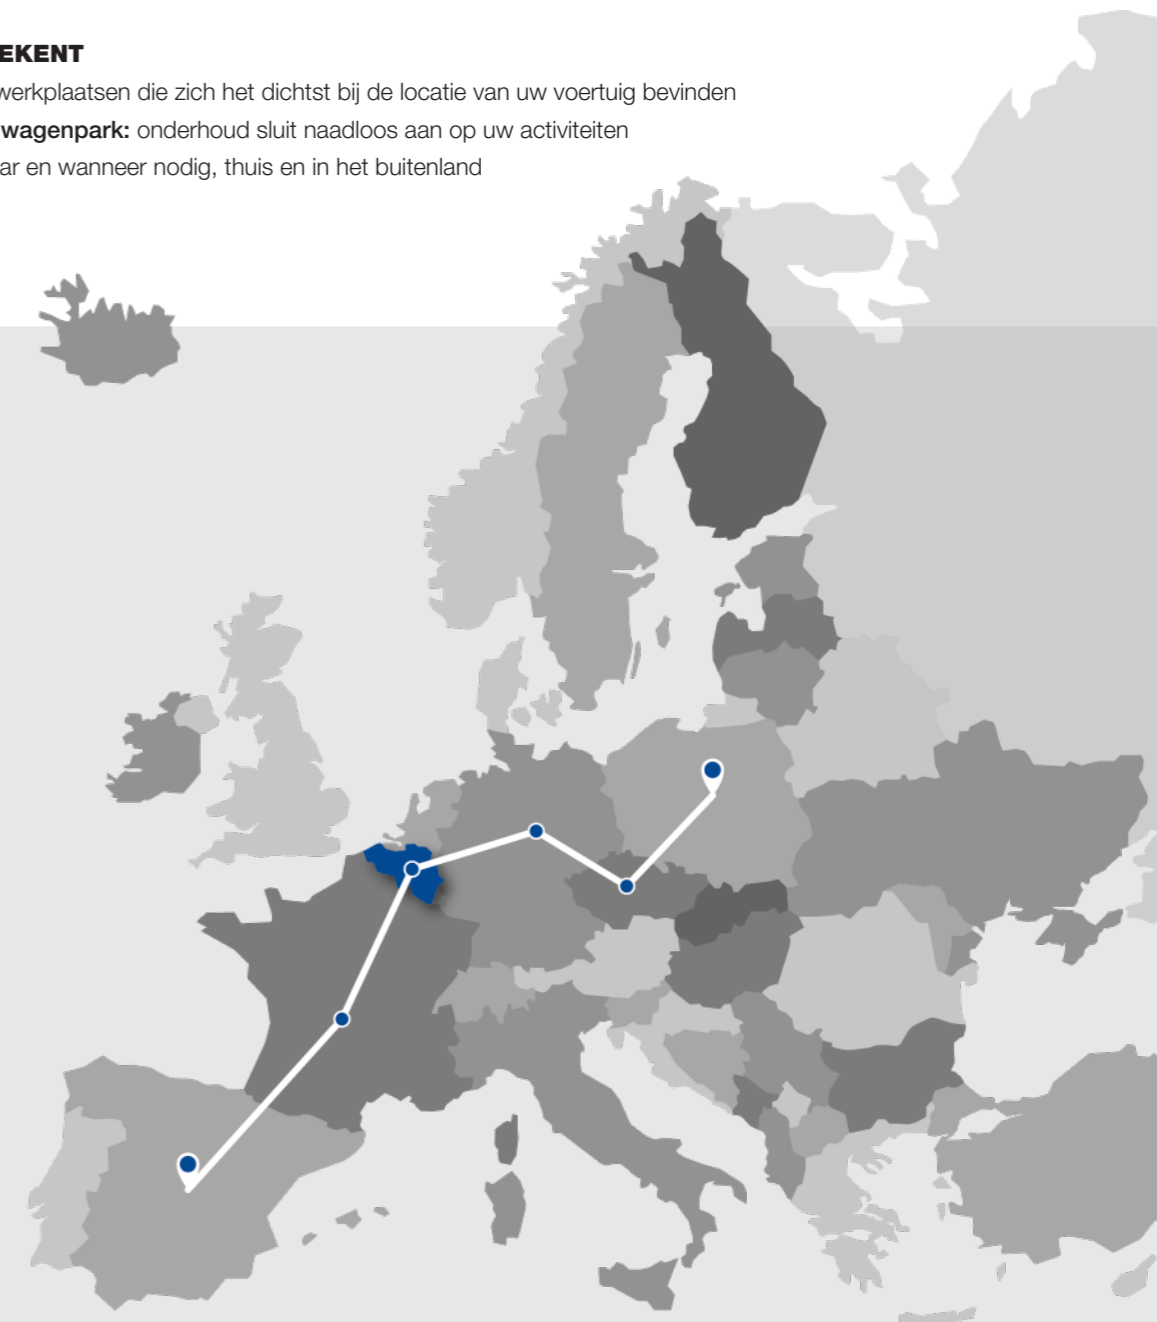 EKENT
werkplaatsen die zich het dichtst bij de locatie van uw voertuig bevinden
wagenpark: onderhoud sluit naadloos aan op uw activiteiten
ar en wanneer nodig, thuis en in het buitenland